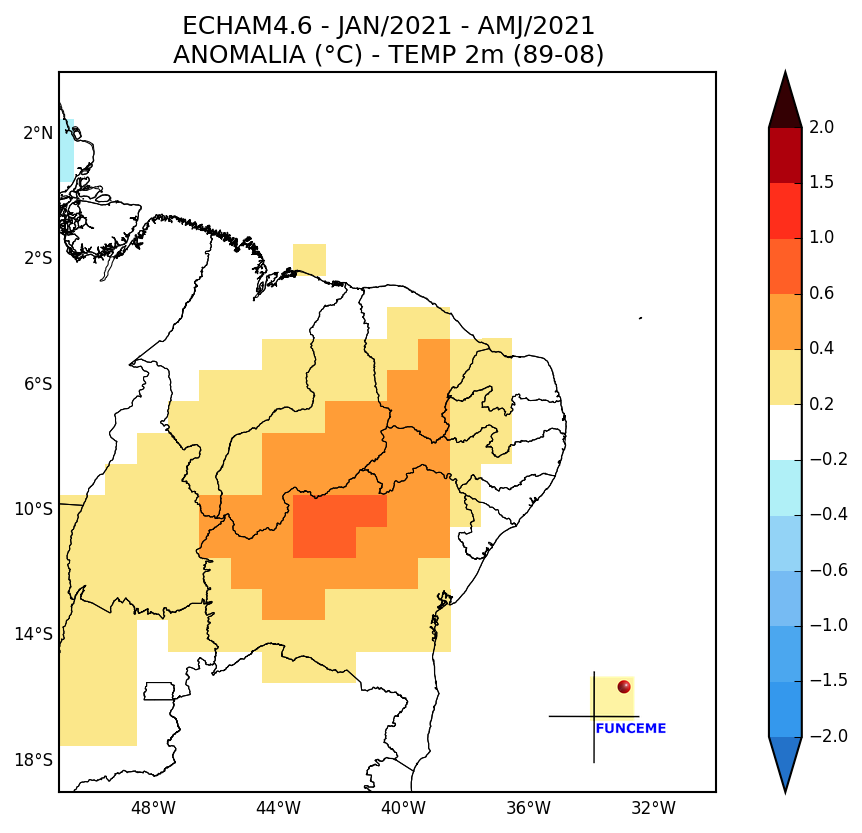 ECHAM4.6 - JAN/2021 - AMJ/2021
ANOMALIA (°C) - TEMP 2m (89-08)
2°N
2°S
6°S
10°S
14°S
18°S
48°W
44°W
40°W
36°W
32°W
2.0
1.5
1.0
0.6
0.4
0.2
−0.2
−0.4
−0.6
−1.0
−1.5
−2.0
FUNCEME